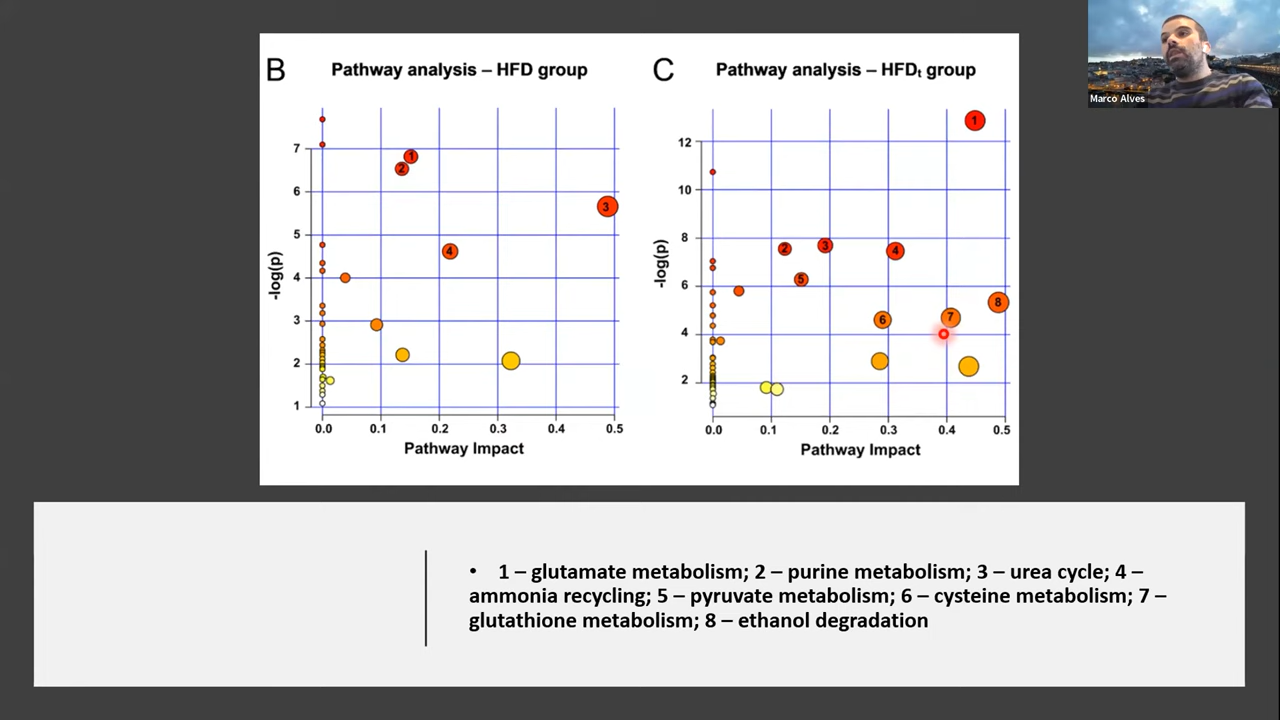 Marco Alves
B
Pathway analysis – HFD group
-log(p)
7
6
5
4
3
2
1
1
2
3
4
0.0 0.1 0.2 0.3 0.4 0.5
Pathway Impact
C
Pathway analysis – HFDt group
-log(p)
12
10
8
6
4
2
1
2
3
4
5
6
7
8
0.0 0.1 0.2 0.3 0.4 0.5
Pathway Impact
• 1 – glutamate metabolism; 2 – purine metabolism; 3 – urea cycle; 4 –
ammonia recycling; 5 – pyruvate metabolism; 6 – cysteine metabolism; 7 –
glutathione metabolism; 8 – ethanol degradation